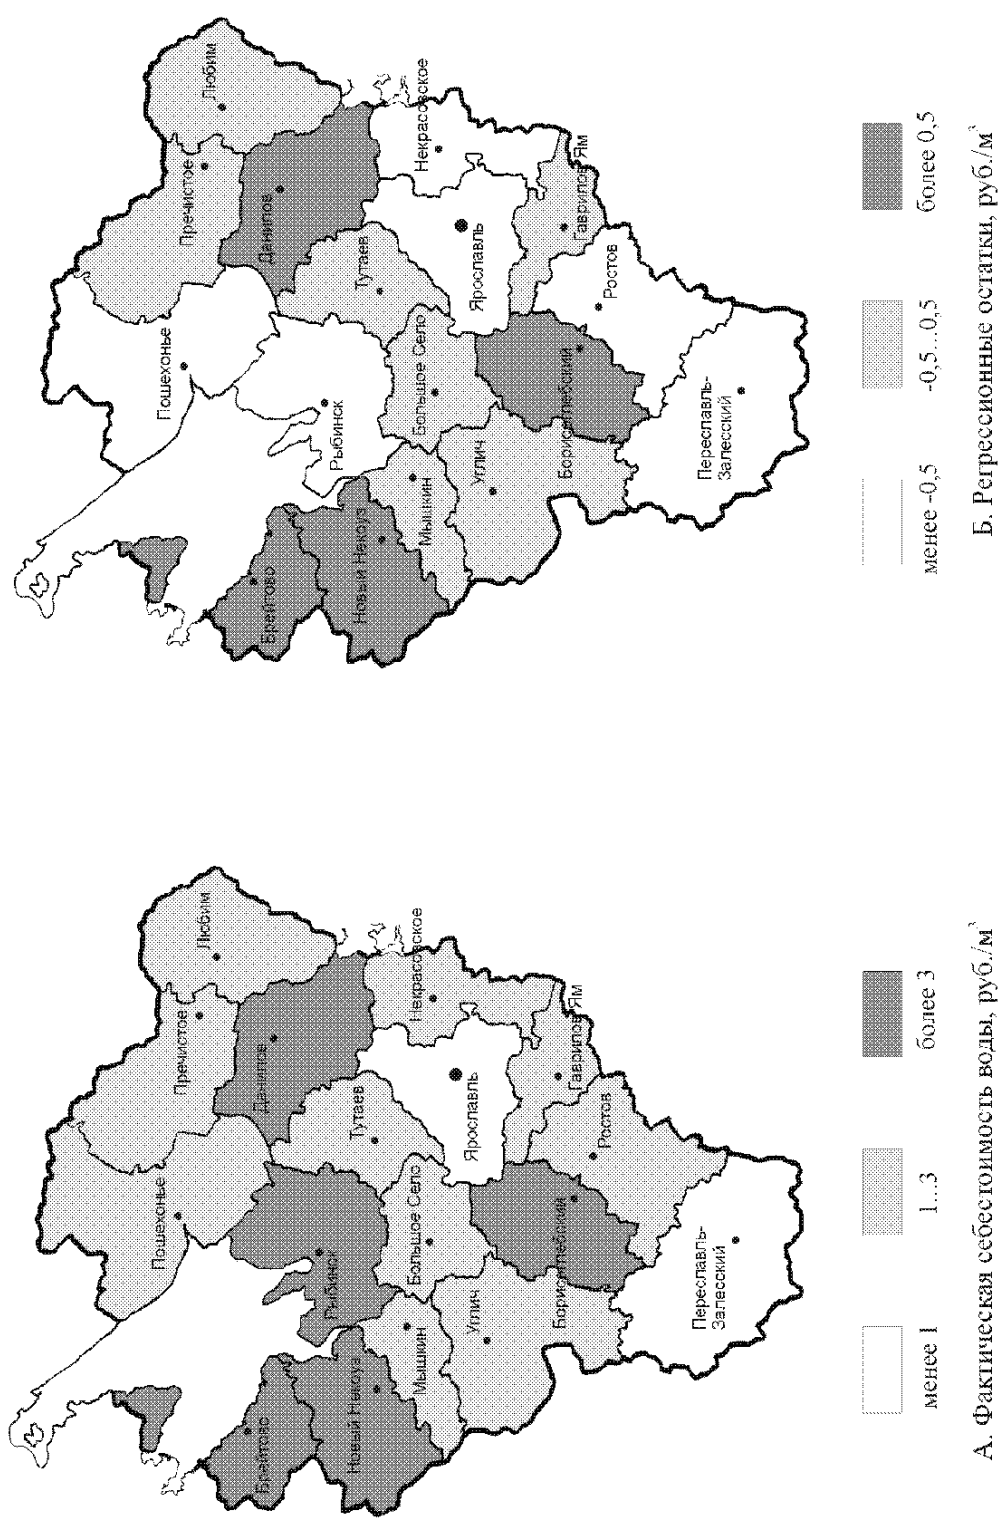 Пошехонье
Пречистое
Любим
Данилов
Рыбинск
Тутаев
Некрасовское
Брейтово
Новый Некоуз
Мышкин
Большое Село
Ярославль
Углич
Борисоглебский
Гаврилов Ям
Ростов
Переславль-
Залесский
менее 1
1...3
более 3
А. Фактическая себестоимость воды, руб./м³
Пошехонье
Пречистое
Любим
Данилов
Рыбинск
Тутаев
Некрасовское
Брейтово
Новый Некоуз
Мышкин
Большое Село
Ярославль
Углич
Борисоглебский
Гаврилов Ям
Ростов
Переславль-
Залесский
менее -0,5
-0,5...0,5
более 0,5
Б. Регрессионные остатки, руб./м³